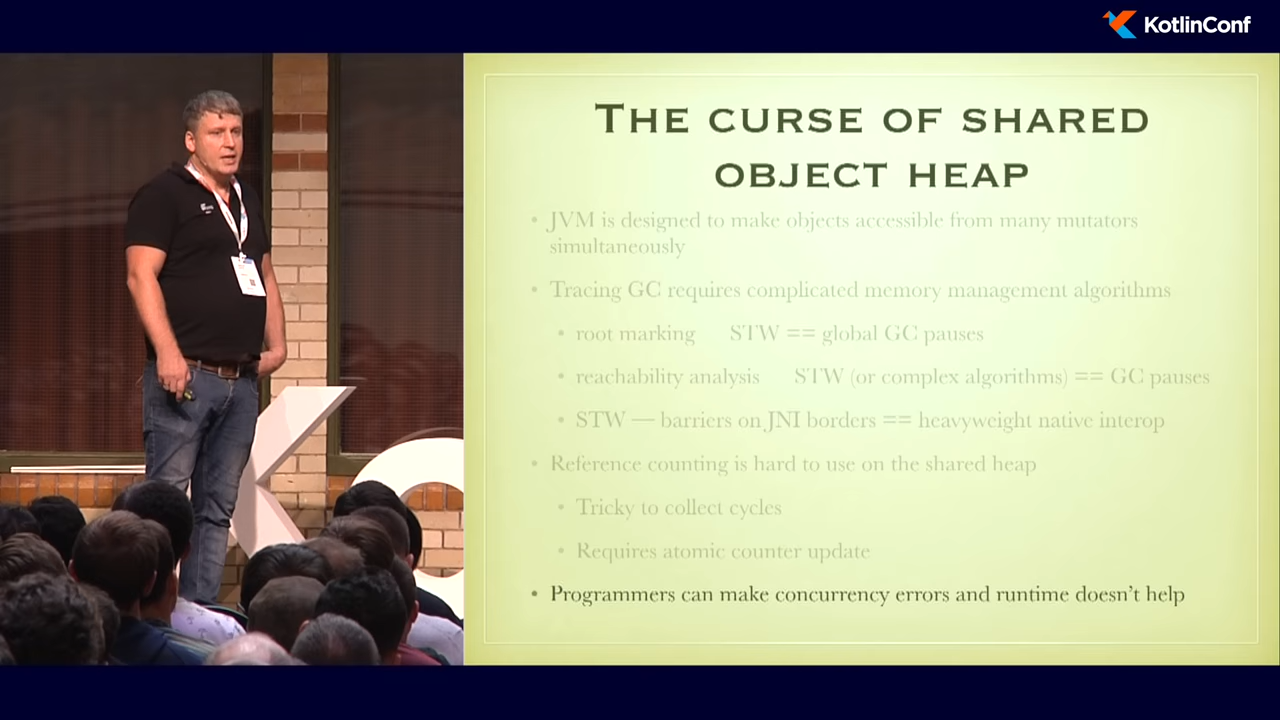 KotlinConf
THE CURSE OF SHARED
OBJECT HEAP
• JVM is designed to make objects accessible from many mutators
simultaneously
• Tracing GC requires complicated memory management algorithms
• root marking STW == global GC pauses
• reachability analysis STW (or complex algorithms) == GC pauses
• STW — barriers on JNI borders == heavyweight native interop
• Reference counting is hard to use on the shared heap
• Tricky to collect cycles
• Requires atomic counter update
• Programmers can make concurrency errors and runtime doesn't help